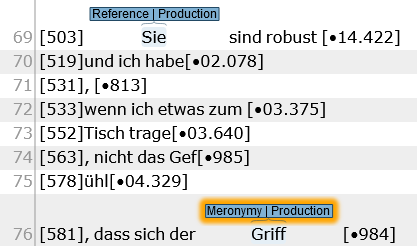 Reference | Production
69 [503] Sie sind robust [•14.422]
70 [519]und ich habe[•02.078]
71 [531], [•813]
72 [533]wenn ich etwas zum [•03.375]
73 [552]Tisch trage[•03.640]
74 [563], nicht das Gef[•985]
75 [578]ühl[•04.329]
Meronymy | Production
76 [581], dass sich der Griff [•984]